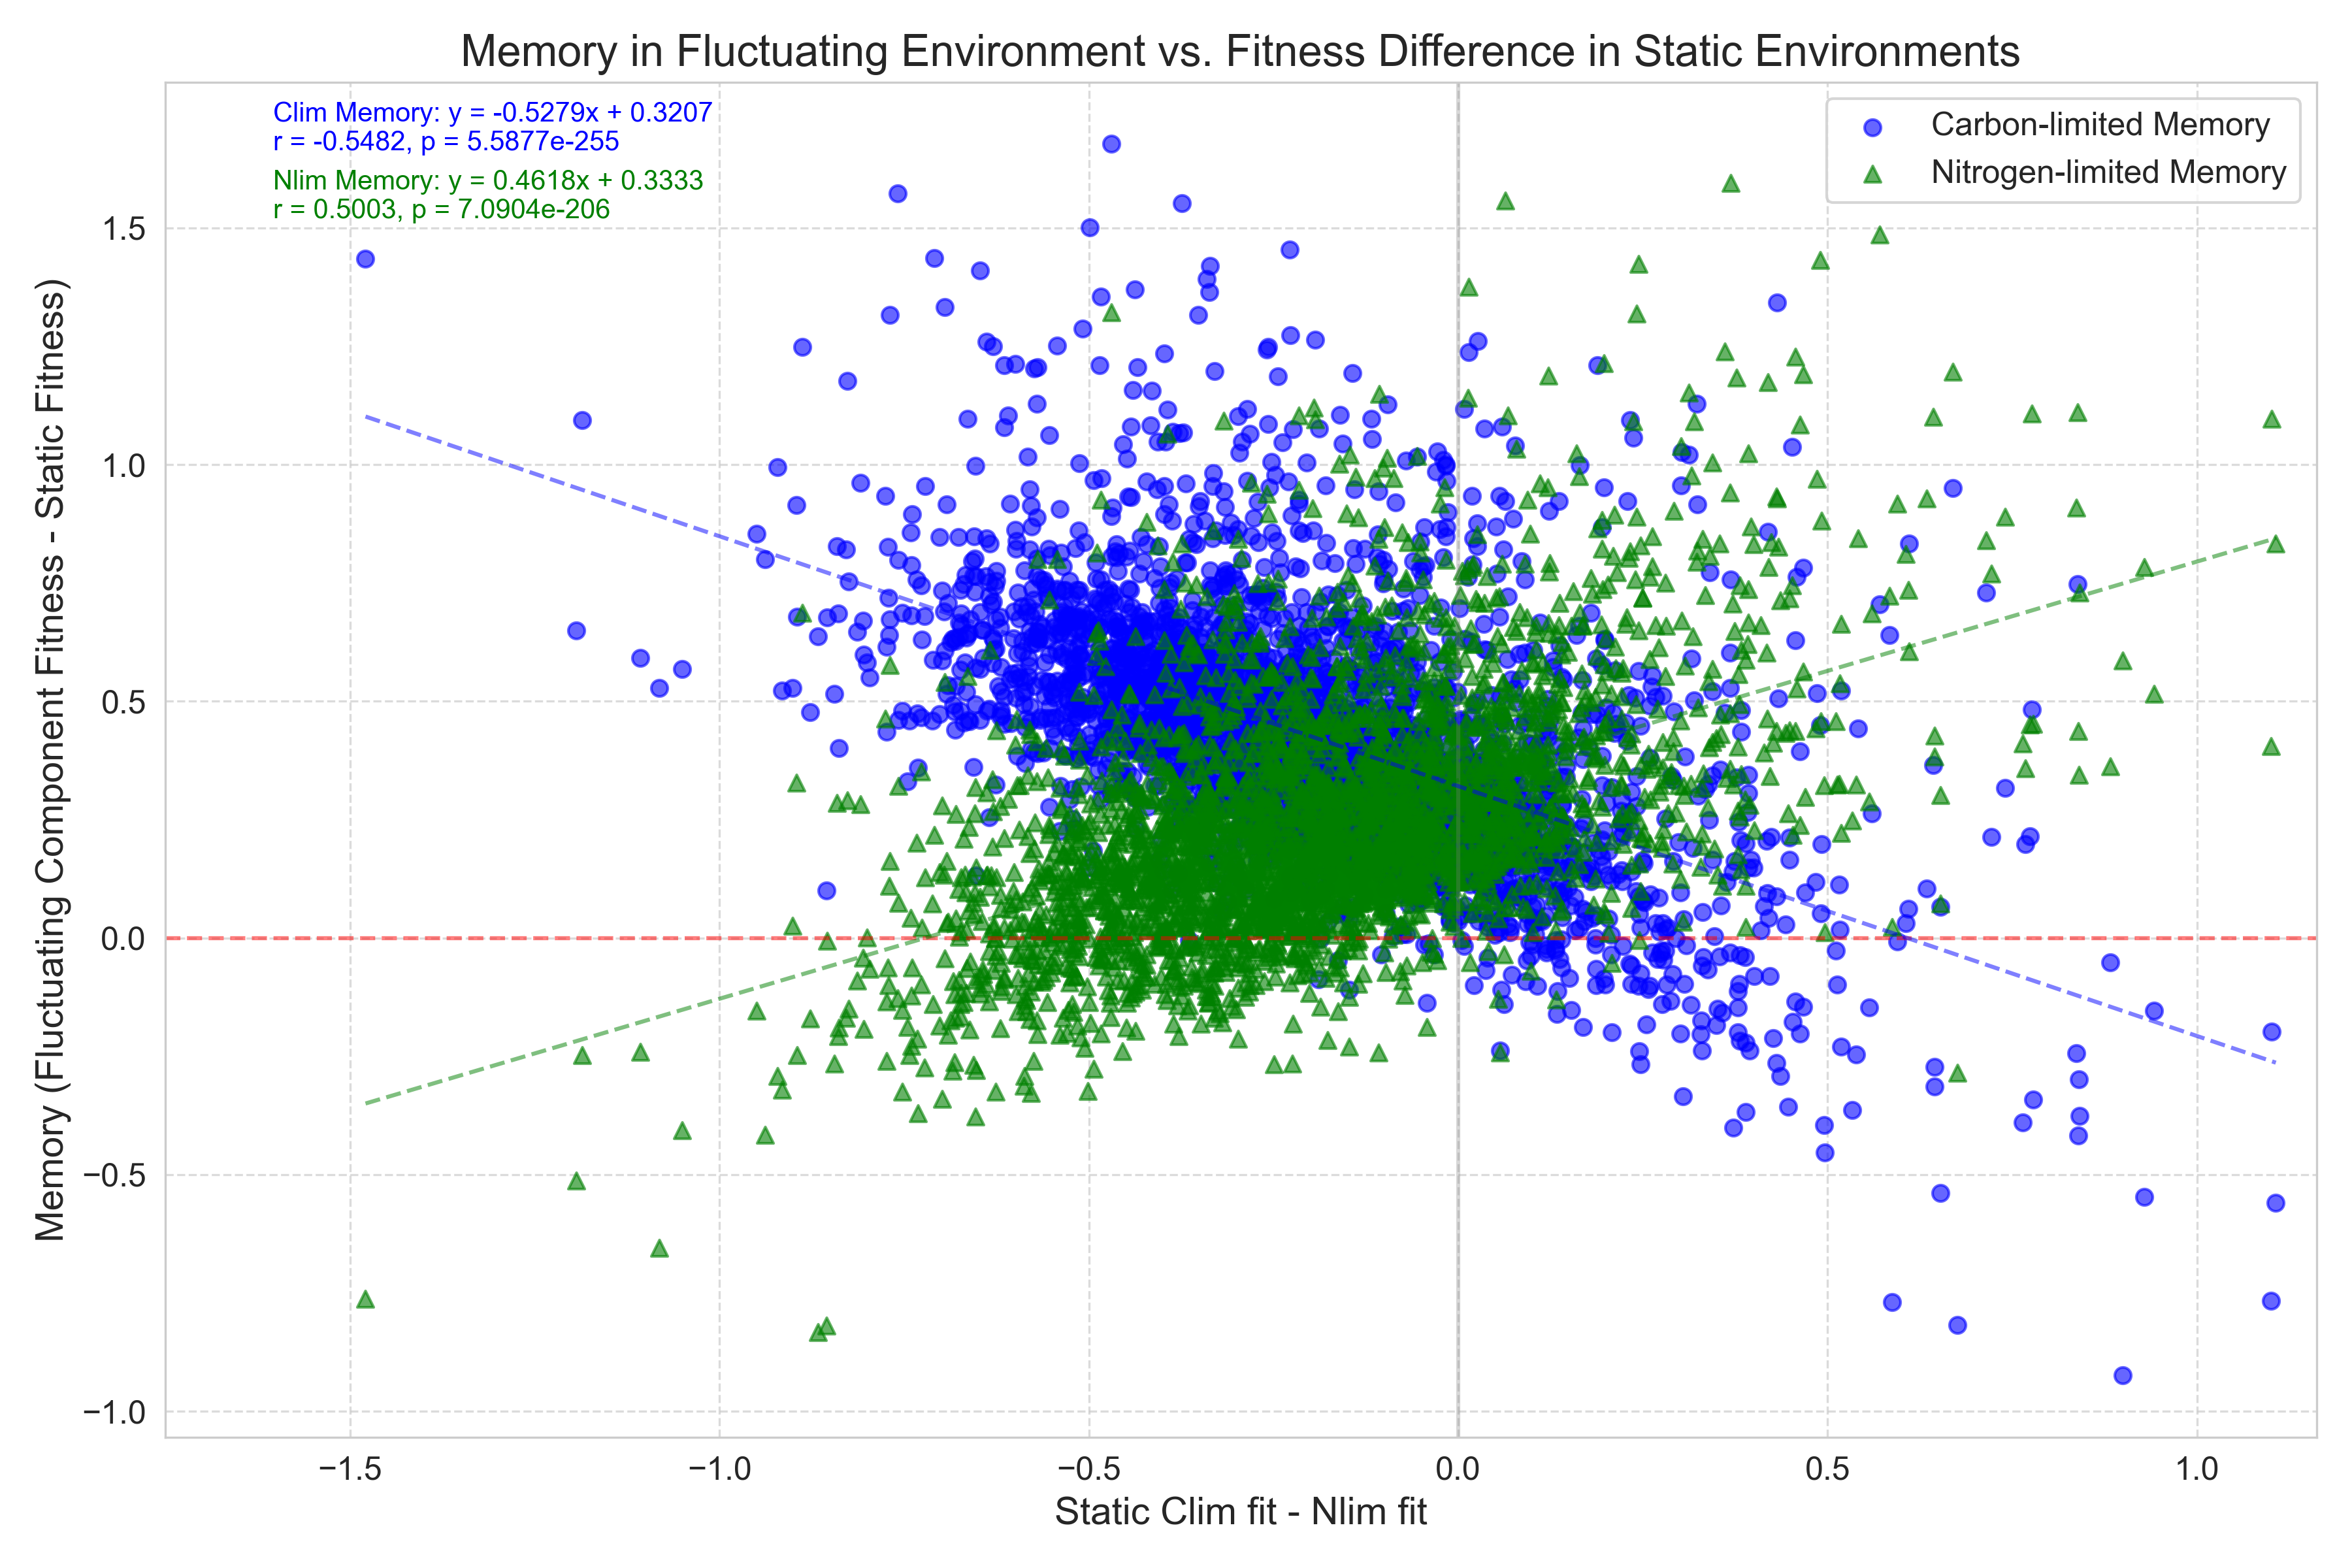 Memory in Fluctuating Environment vs. Fitness Difference in Static Environments
Clim Memory: y = -0.5279x + 0.3207
r = -0.5482, p = 5.5877e-255
Nlim Memory: y = 0.4618x + 0.3333
r = 0.5003, p = 7.0904e-206
Carbon-limited Memory
Nitrogen-limited Memory
Memory (Fluctuating Component Fitness - Static Fitness)
1.5
1.0
0.5
0.0
−0.5
−1.0
−1.5
−1.0
−0.5
0.0
0.5
1.0
Static Clim fit - Nlim fit